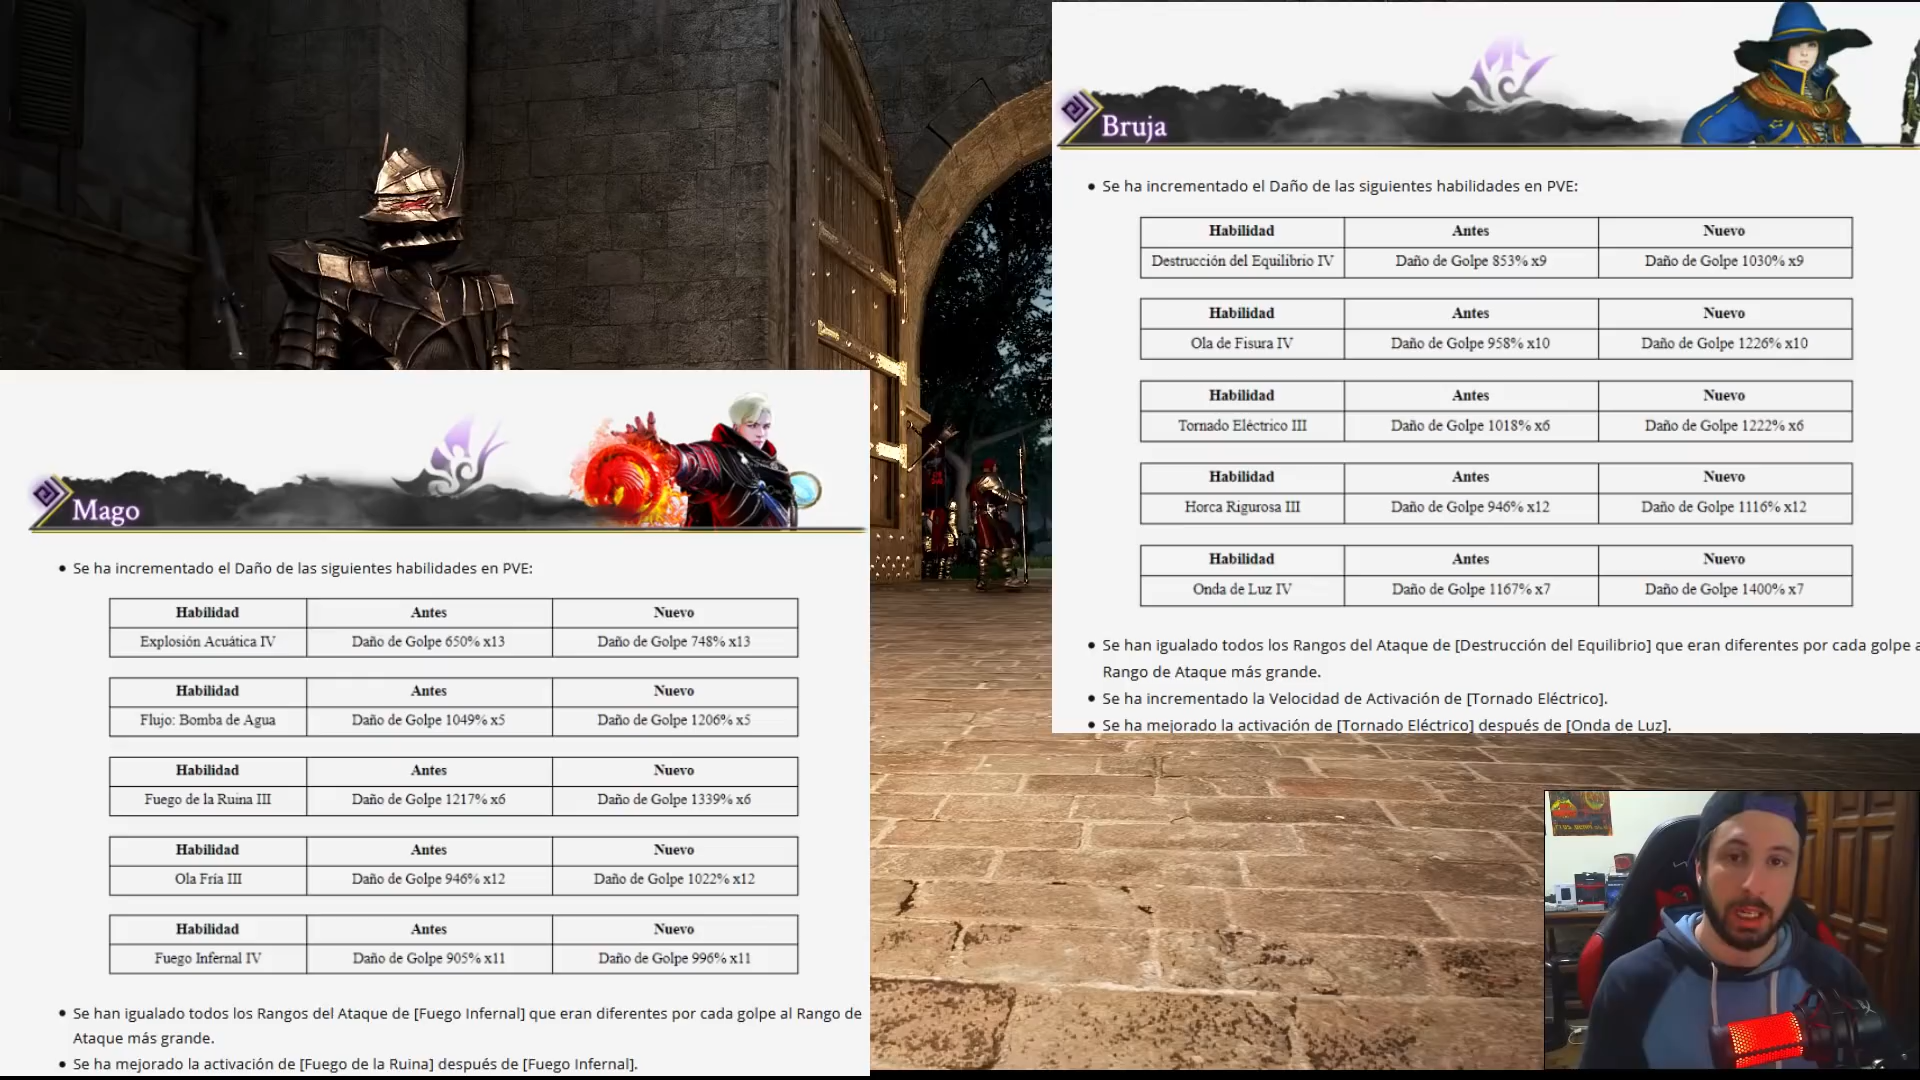 Bruja
Se ha incrementado el Daño de las siguientes habilidades en PVE:
Habilidad Antes Nuevo
Destrucción del Equilibrio IV Daño de Golpe 853% x9 Daño de Golpe 1030% x9
Habilidad Antes Nuevo
Ola de Fisura IV Daño de Golpe 958% x10 Daño de Golpe 1226% x10
Habilidad Antes Nuevo
Tornado Eléctrico III Daño de Golpe 1018% x6 Daño de Golpe 1222% x6
Habilidad Antes Nuevo
Horca Rigurosa III Daño de Golpe 946% x12 Daño de Golpe 1116% x12
Habilidad Antes Nuevo
Onda de Luz IV Daño de Golpe 1167% x7 Daño de Golpe 1400% x7
Se han igualado todos los Rangos del Ataque de [Destrucción del Equilibrio] que eran diferentes por cada golpe a
Rango de Ataque más grande.
Se ha incrementado la Velocidad de Activación de [Tornado Eléctrico].
Se ha mejorado la activación de [Tornado Eléctrico] después de [Onda de Luz].
Mago
Se ha incrementado el Daño de las siguientes habilidades en PVE:
Habilidad Antes Nuevo
Explosión Acuática IV Daño de Golpe 650% x13 Daño de Golpe 748% x13
Habilidad Antes Nuevo
Flujo: Bomba de Agua Daño de Golpe 1049% x5 Daño de Golpe 1206% x5
Habilidad Antes Nuevo
Fuego de la Ruina III Daño de Golpe 1217% x6 Daño de Golpe 1339% x6
Habilidad Antes Nuevo
Ola Fría III Daño de Golpe 946% x12 Daño de Golpe 1022% x12
Habilidad Antes Nuevo
Fuego Infernal IV Daño de Golpe 905% x11 Daño de Golpe 996% x11
Se han igualado todos los Rangos del Ataque de [Fuego Infernal] que eran diferentes por cada golpe al Rango de
Ataque más grande.
Se ha mejorado la activación de [Fuego de la Ruina] después de [Fuego Infernal].